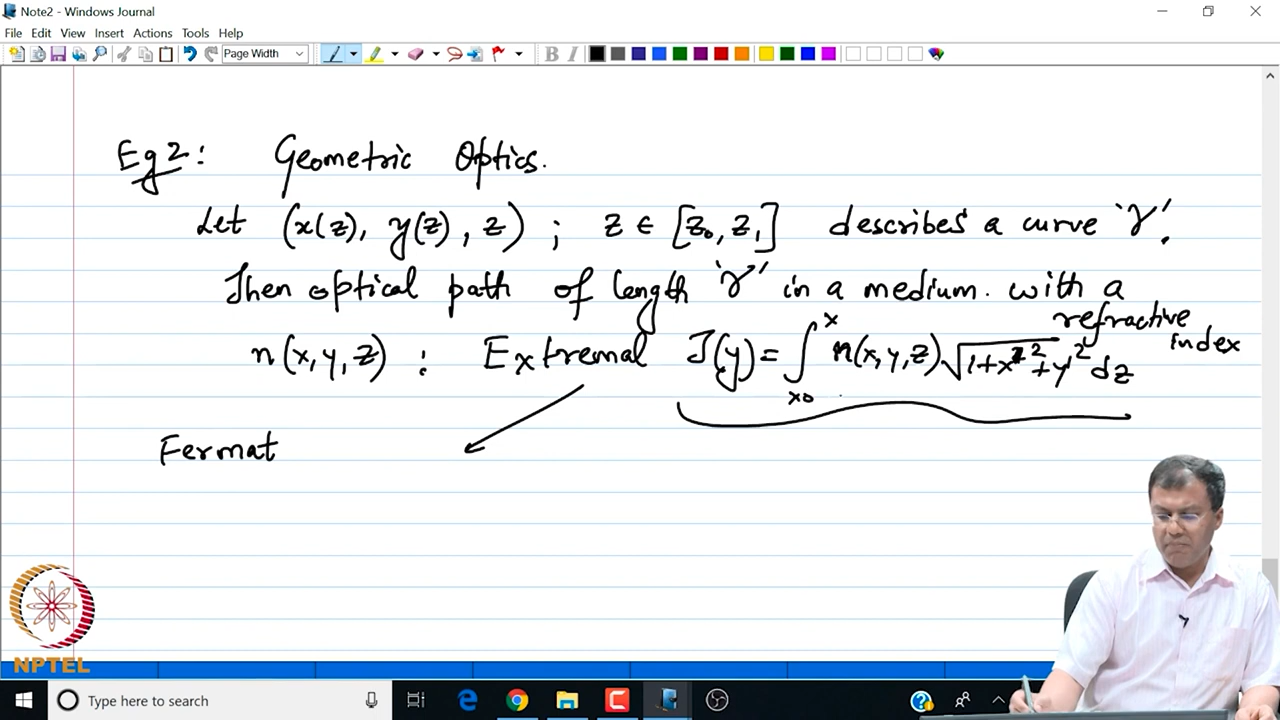 Note2 - Windows Journal
File Edit View Insert Actions Tools Help
Page Width
B I
Eg 2: Geometric Optics.
Let (x(z), y(z), z) ; z ∈ [z₀, z₁] describes a curve 'γ'.
Then optical path of length 'γ' in a medium. with a
refractive index
n(x, y, z) : Extremal J(y) = ∫ₓ₀ˣ n(x, y, z) √(1+x'²+y'²) dz
Fermat
NPTEL
Type here to search